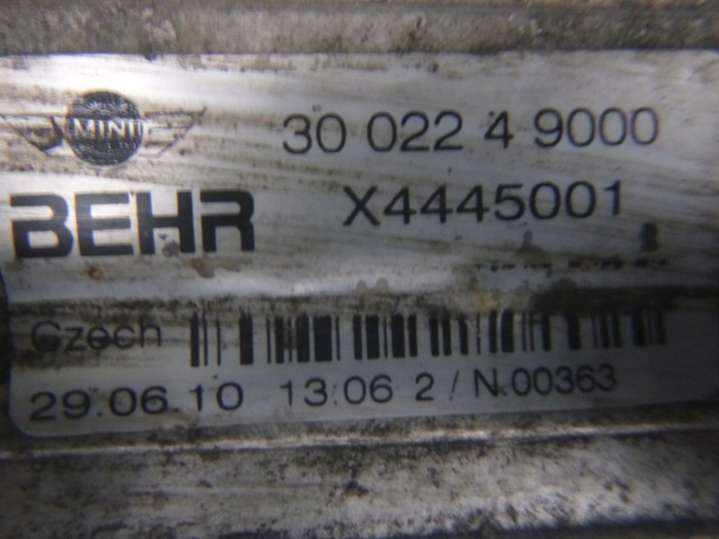 MINI 30 022 4 9000
BEHR X4445001
Czech
29.06.10 13:06 2 / N.00363